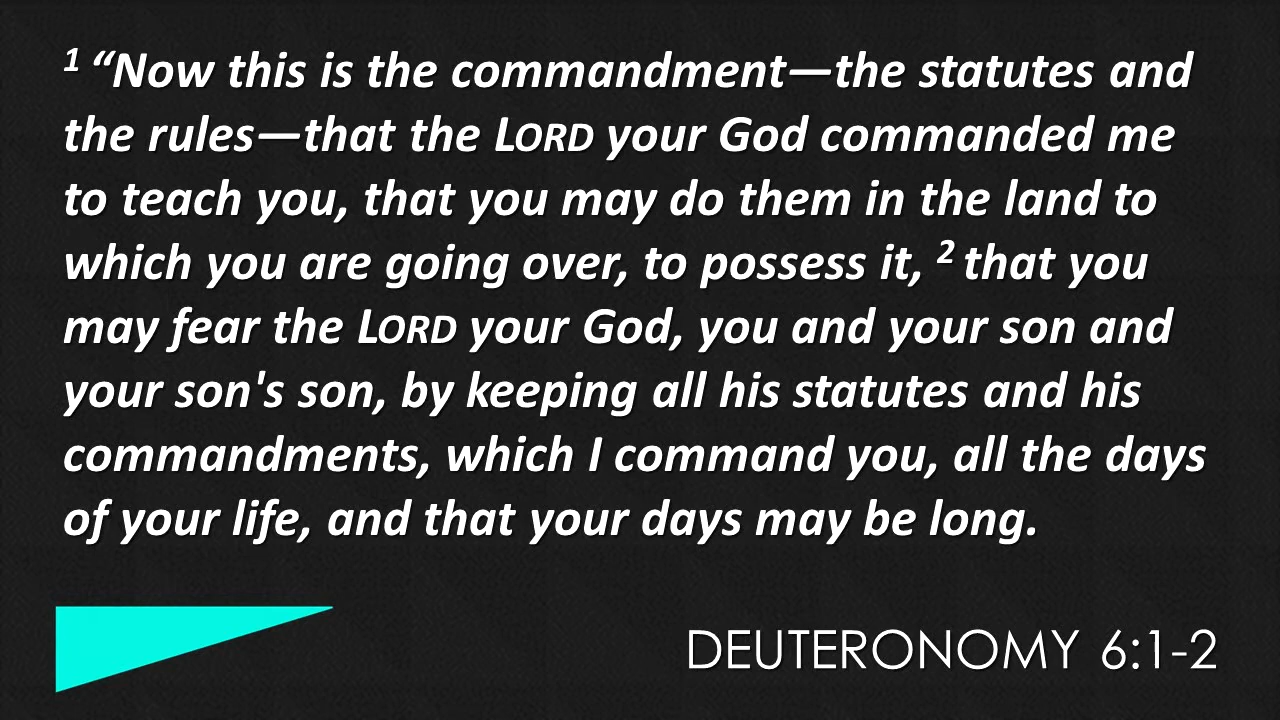 ¹ “Now this is the commandment—the statutes and
the rules—that the LORD your God commanded me
to teach you, that you may do them in the land to
which you are going over, to possess it, ² that you
may fear the LORD your God, you and your son and
your son's son, by keeping all his statutes and his
commandments, which I command you, all the days
of your life, and that your days may be long.
DEUTERONOMY 6:1-2